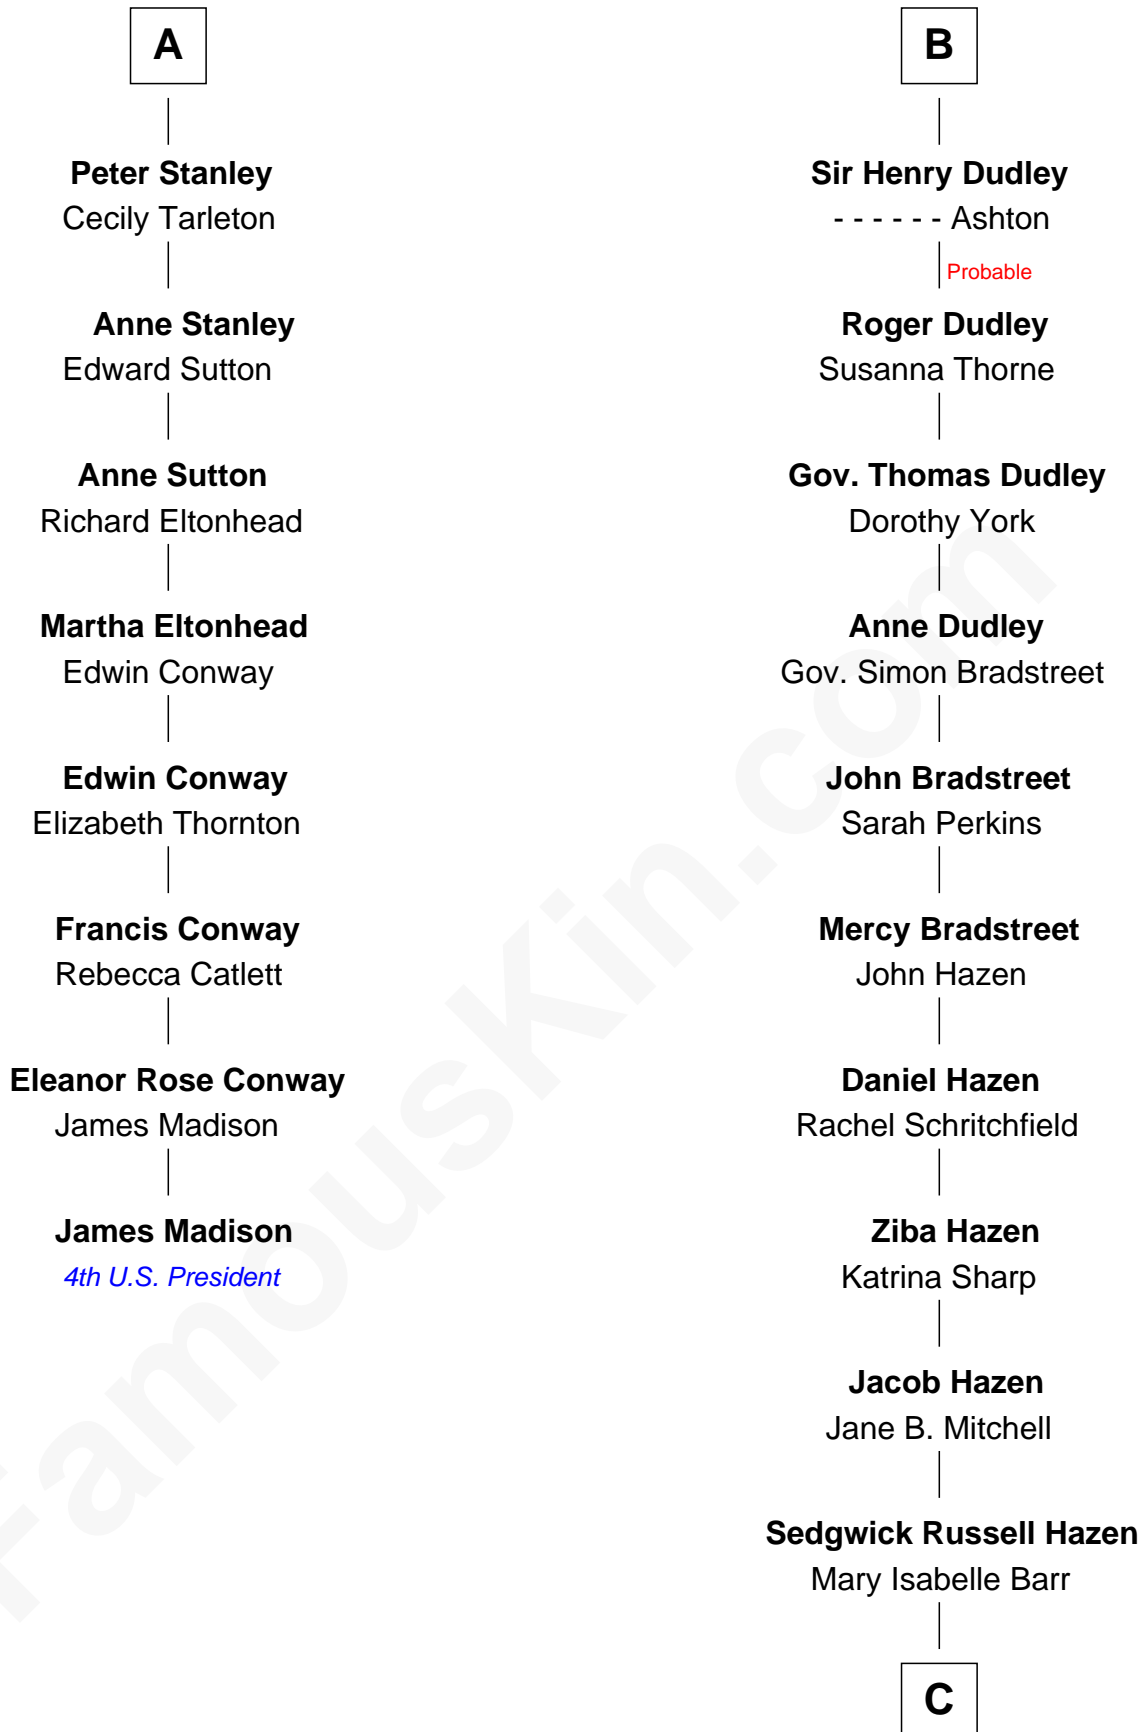 A
Peter Stanley
Cecily Tarleton
Anne Stanley
Edward Sutton
Anne Sutton
Richard Eltonhead
Martha Eltonhead
Edwin Conway
Edwin Conway
Elizabeth Thornton
Francis Conway
Rebecca Catlett
Eleanor Rose Conway
James Madison
James Madison
4th U.S. President
B
Sir Henry Dudley
- - - - - - Ashton
Probable
Roger Dudley
Susanna Thorne
Gov. Thomas Dudley
Dorothy York
Anne Dudley
Gov. Simon Bradstreet
John Bradstreet
Sarah Perkins
Mercy Bradstreet
John Hazen
Daniel Hazen
Rachel Schritchfield
Ziba Hazen
Katrina Sharp
Jacob Hazen
Jane B. Mitchell
Sedgwick Russell Hazen
Mary Isabelle Barr
C
FamousKin.com